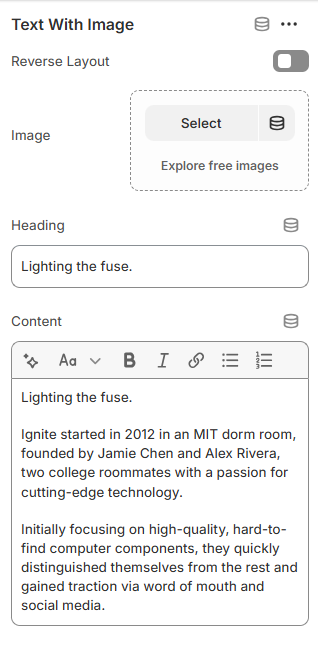 Text With Image
Reverse Layout
Image
Select
Explore free images
Heading
Lighting the fuse.
Content
Aa
B
I
Lighting the fuse.
Ignite started in 2012 in an MIT dorm room,
founded by Jamie Chen and Alex Rivera,
two college roommates with a passion for
cutting-edge technology.
Initially focusing on high-quality, hard-to-
find computer components, they quickly
distinguished themselves from the rest and
gained traction via word of mouth and
social media.